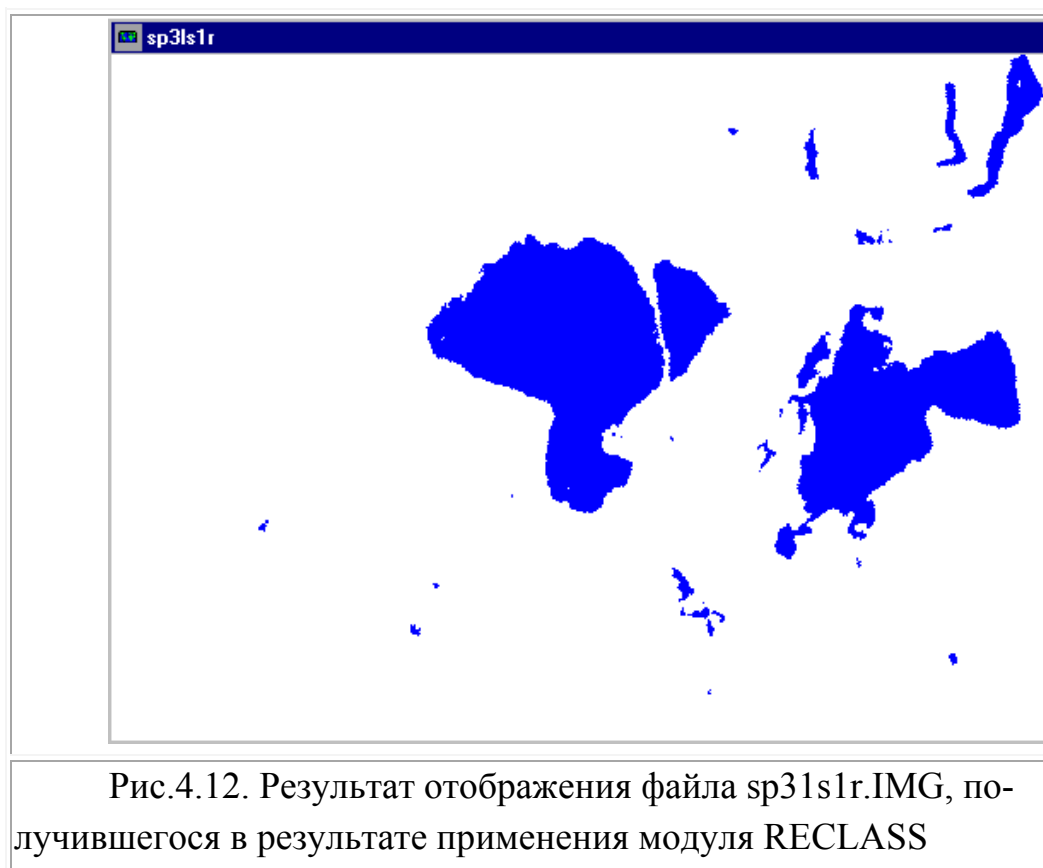 sp3ls1r
Рис.4.12. Результат отображения файла sp31s1r.IMG, по-
лучившегося в результате применения модуля RECLASS